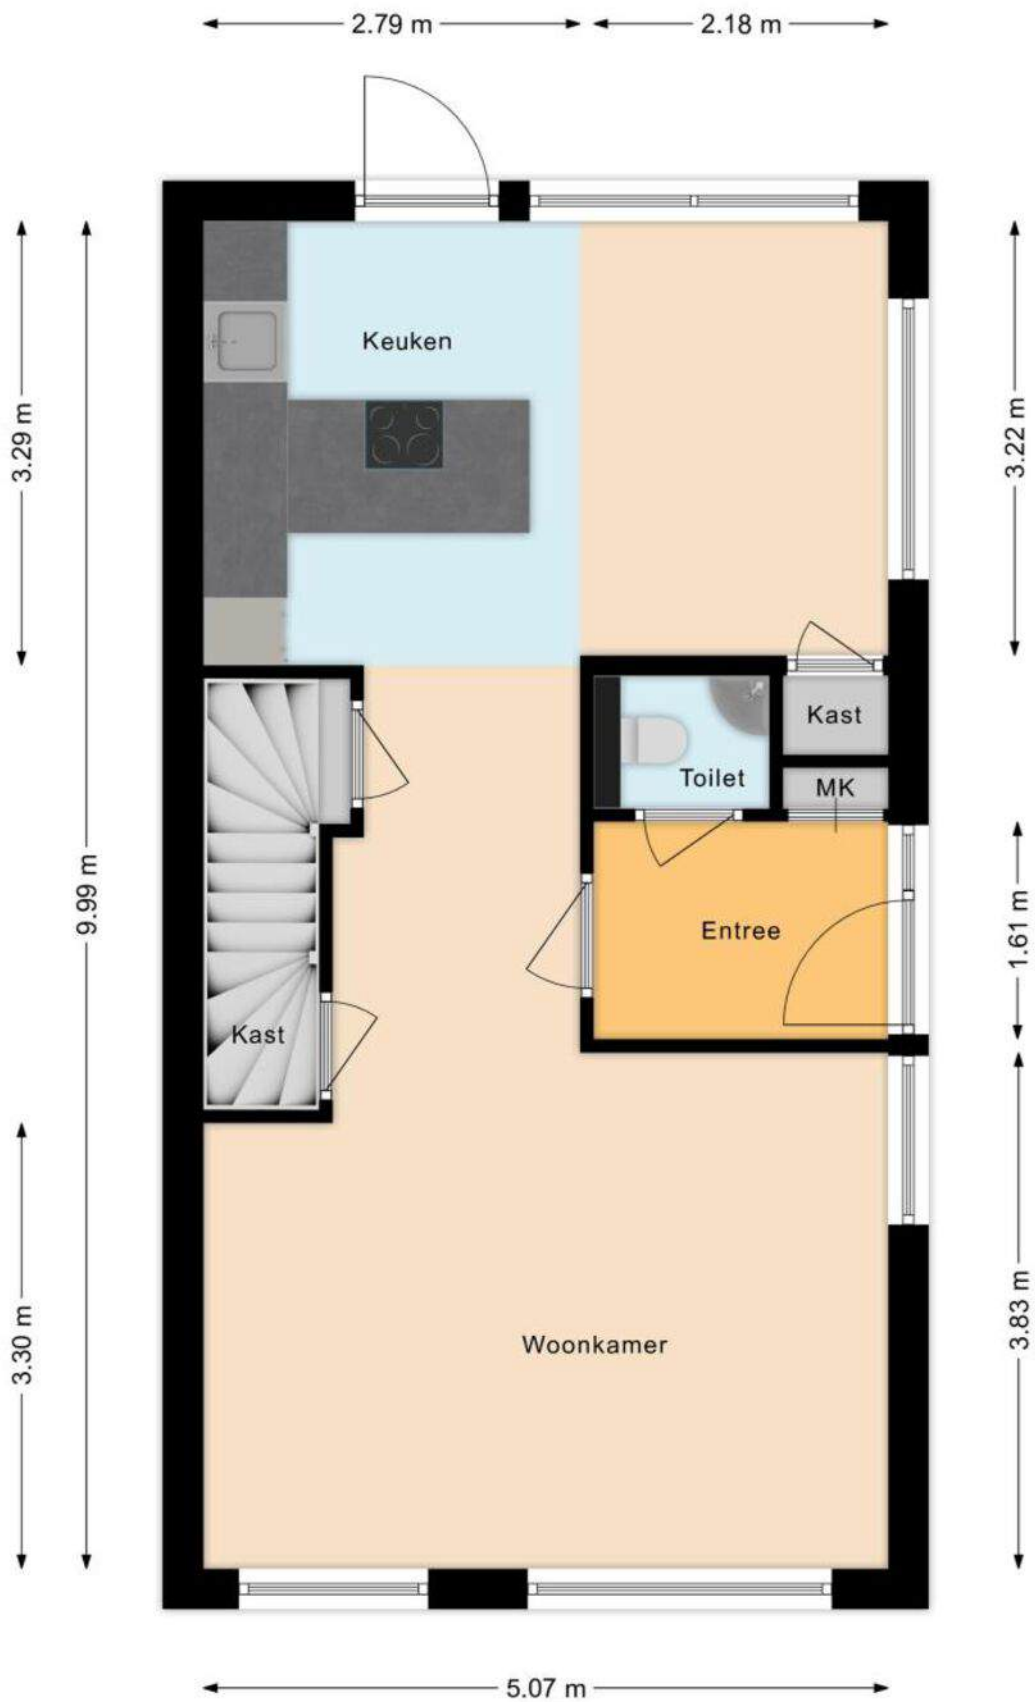 2.79 m
2.18 m
Keuken
3.29 m
3.22 m
Kast
Toilet
MK
9.99 m
Entree
1.61 m
Kast
3.30 m
Woonkamer
3.83 m
5.07 m